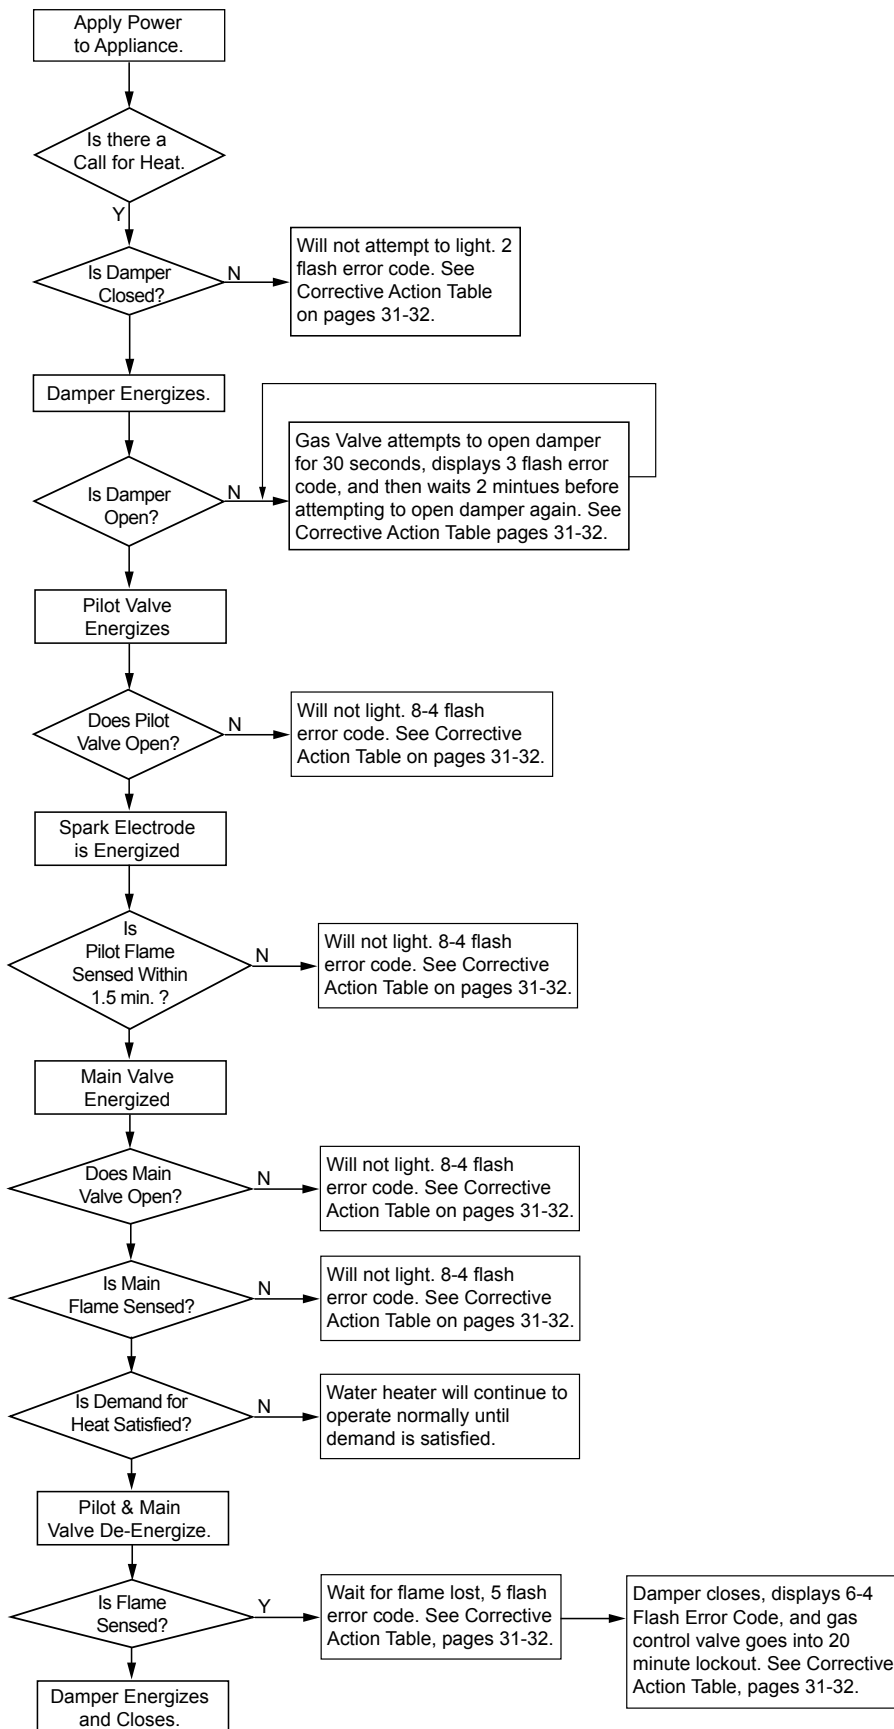 Apply Power
to Appliance.
Is there a
Call for Heat.
Y
Is Damper
Closed?
N
Will not attempt to light. 2
flash error code. See
Corrective Action Table
on pages 31-32.
Damper Energizes.
Is Damper
Open?
N
Gas Valve attempts to open damper
for 30 seconds, displays 3 flash error
code, and then waits 2 mintues before
attempting to open damper again. See
Corrective Action Table pages 31-32.
Pilot Valve
Energizes
Does Pilot
Valve Open?
N
Will not light. 8-4 flash
error code. See Corrective
Action Table on pages 31-32.
Spark Electrode
is Energized
Is
Pilot Flame
Sensed Within
1.5 min. ?
N
Will not light. 8-4 flash
error code. See Corrective
Action Table on pages 31-32.
Main Valve
Energized
Does Main
Valve Open?
N
Will not light. 8-4 flash
error code. See Corrective
Action Table on pages 31-32.
Is Main
Flame Sensed?
N
Will not light. 8-4 flash
error code. See Corrective
Action Table on pages 31-32.
Is Demand for
Heat Satisfied?
N
Water heater will continue to
operate normally until
demand is satisfied.
Pilot & Main
Valve De-Energize.
Is Flame
Sensed?
Y
Wait for flame lost, 5 flash
error code. See Corrective
Action Table, pages 31-32.
Damper closes, displays 6-4
Flash Error Code, and gas
control valve goes into 20
minute lockout. See Corrective
Action Table, pages 31-32.
Damper Energizes
and Closes.